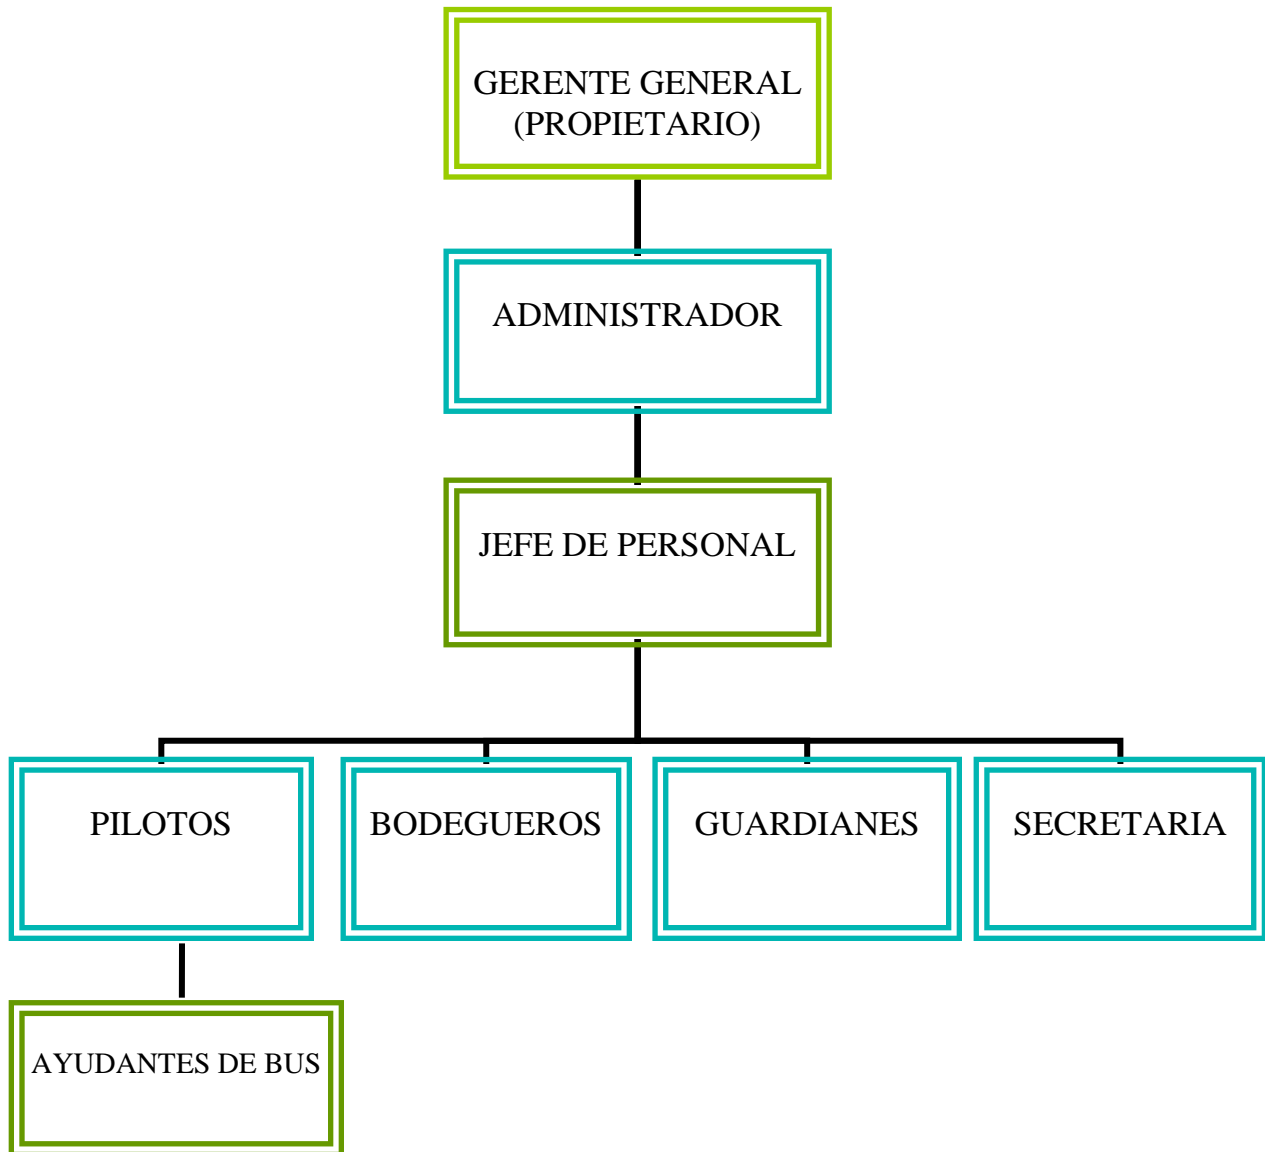 GERENTE GENERAL
(PROPIETARIO)
ADMINISTRADOR
JEFE DE PERSONAL
PILOTOS
BODEGUEROS
GUARDIANES
SECRETARIA
AYUDANTES DE BUS